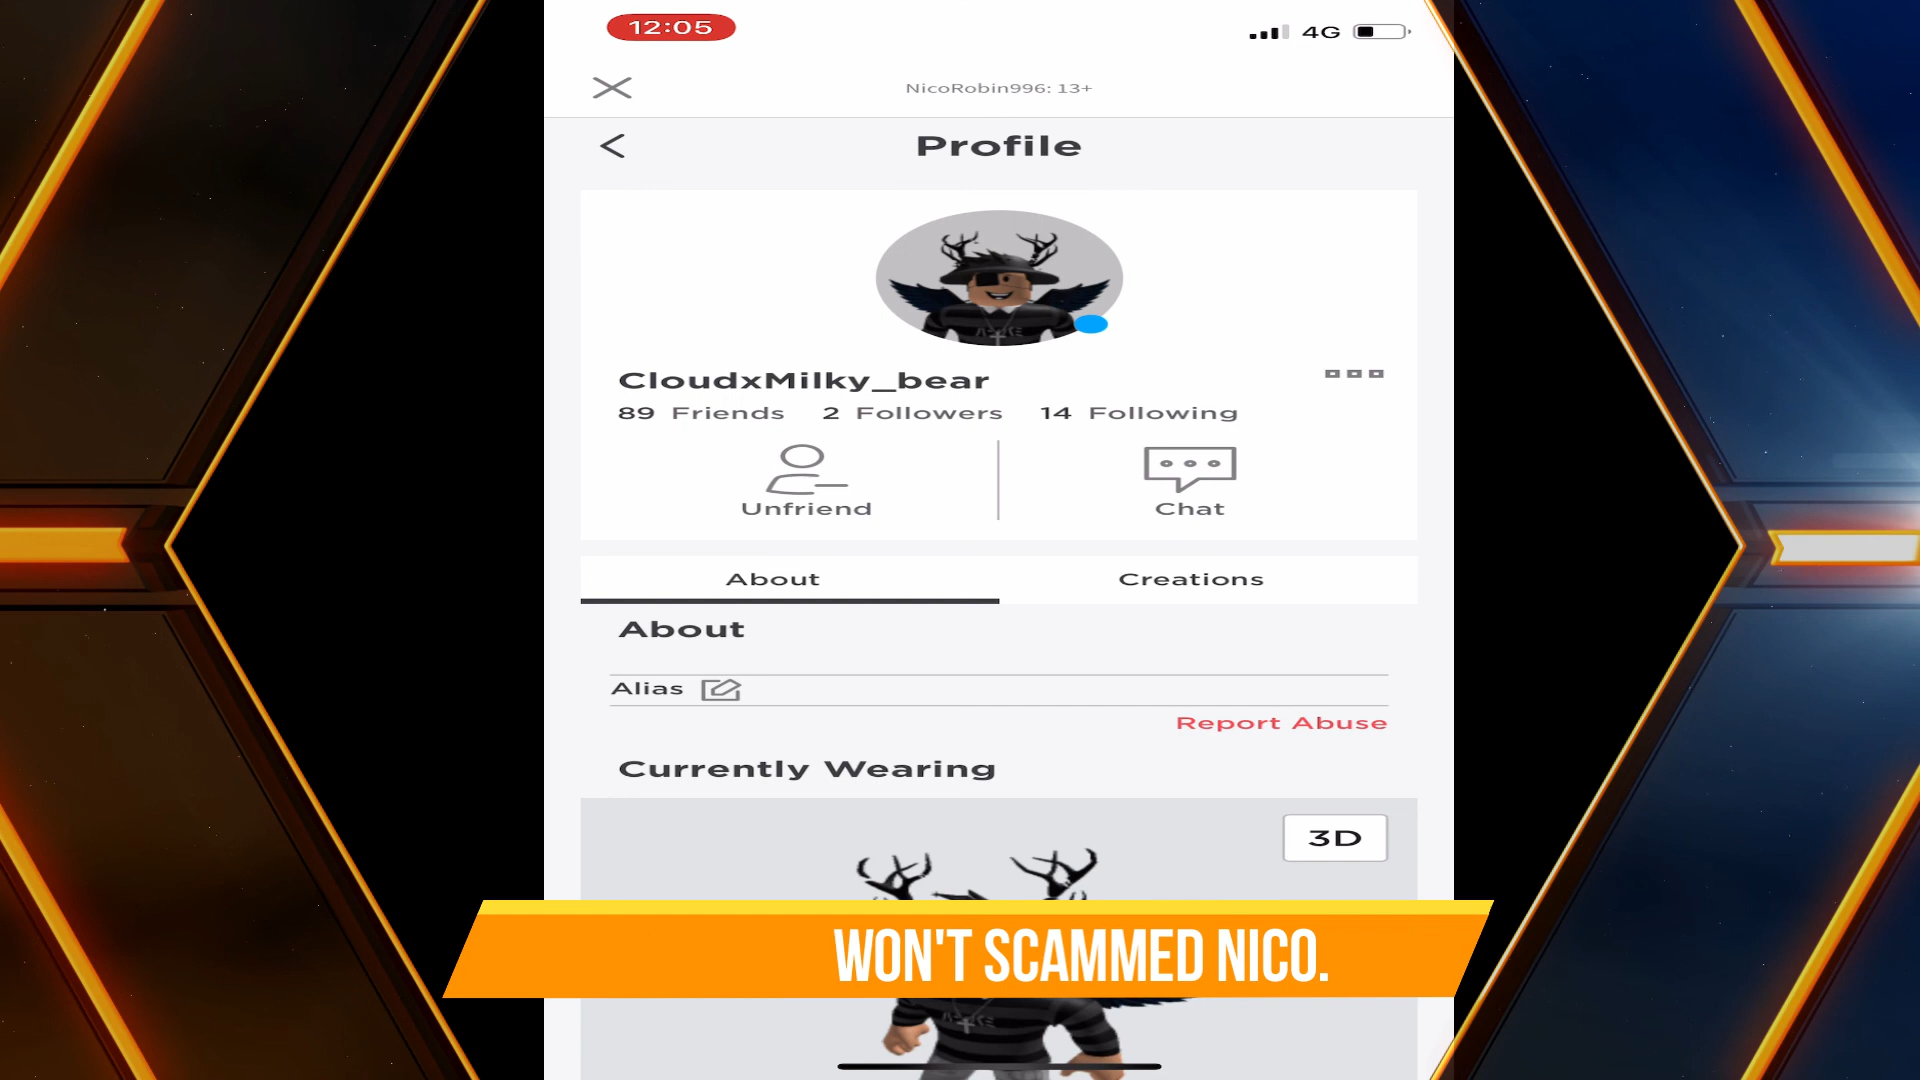 12:05
4G
NicoRobin996: 13+
Profile
CloudxMilky_bear
89 Friends 2 Followers 14 Following
Unfriend
Chat
About
Creations
About
Alias
Report Abuse
Currently Wearing
3D
WON'T SCAMMED NICO.